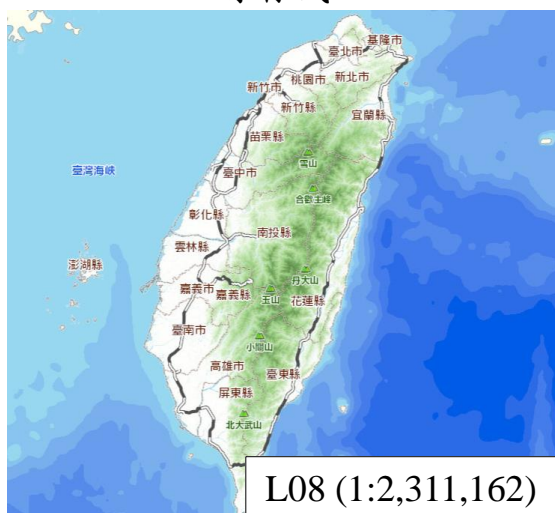 基隆市
臺北市
桃園市 新北市
新竹市
新竹縣
宜蘭縣
苗栗縣
雪山
臺灣海峽
臺中市
合歡主峰
彰化縣
南投縣
雲林縣
澎湖縣
丹大山
嘉義市 嘉義縣 玉山 花蓮縣
臺南市
小關山
高雄市 臺東縣
屏東縣
北大武山
L08 (1:2,311,162)